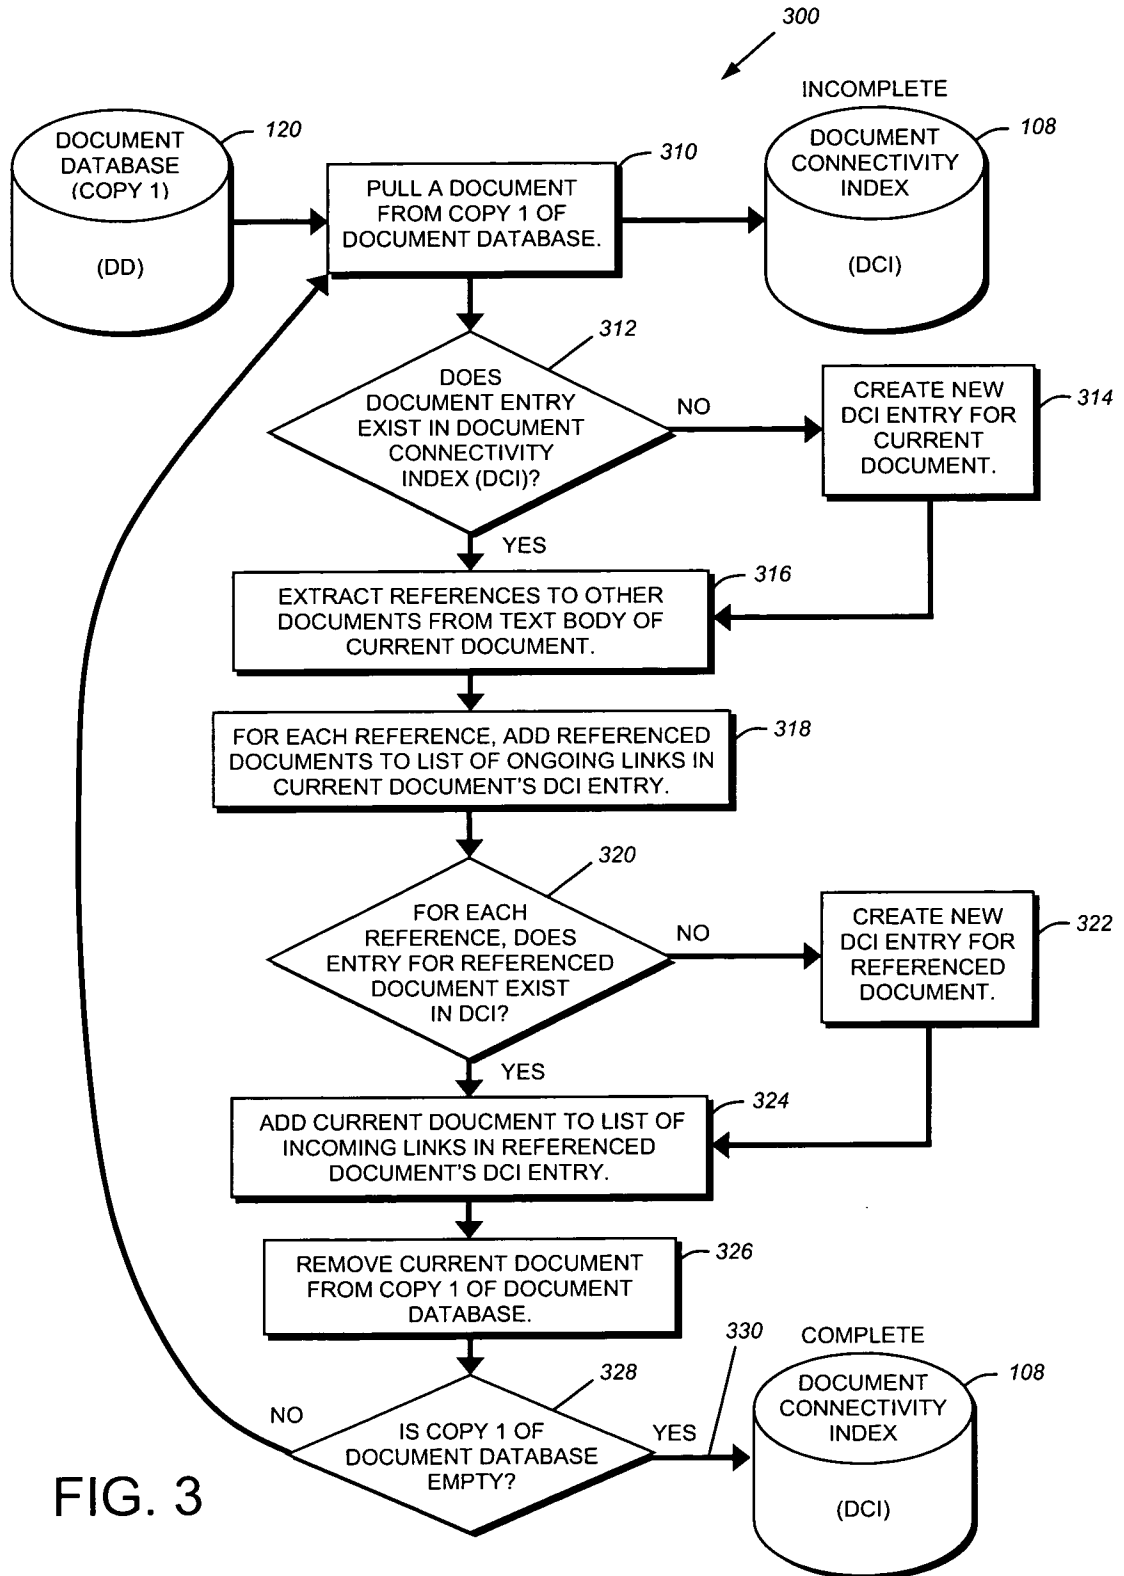 300
INCOMPLETE
DOCUMENT
DATABASE
(COPY 1)
120
(DD)
PULL A DOCUMENT
FROM COPY 1 OF
DOCUMENT DATABASE.
310
DOCUMENT
CONNECTIVITY
INDEX
108
(DCI)
312
DOES
DOCUMENT ENTRY
EXIST IN DOCUMENT
CONNECTIVITY
INDEX (DCI)?
NO
CREATE NEW
DCI ENTRY FOR
CURRENT
DOCUMENT.
314
YES
EXTRACT REFERENCES TO OTHER
DOCUMENTS FROM TEXT BODY OF
CURRENT DOCUMENT.
316
FOR EACH REFERENCE, ADD REFERENCED
DOCUMENTS TO LIST OF ONGOING LINKS IN
CURRENT DOCUMENT'S DCI ENTRY.
318
320
FOR EACH
REFERENCE, DOES
ENTRY FOR REFERENCED
DOCUMENT EXIST
IN DCI?
NO
CREATE NEW
DCI ENTRY FOR
REFERENCED
DOCUMENT.
322
YES
ADD CURRENT DOUCMENT TO LIST OF
INCOMING LINKS IN REFERENCED
DOCUMENT'S DCI ENTRY.
324
REMOVE CURRENT DOCUMENT
FROM COPY 1 OF DOCUMENT
DATABASE.
326
328
NO
IS COPY 1 OF
DOCUMENT DATABASE
EMPTY?
YES
330
COMPLETE
DOCUMENT
CONNECTIVITY
INDEX
108
(DCI)
FIG. 3